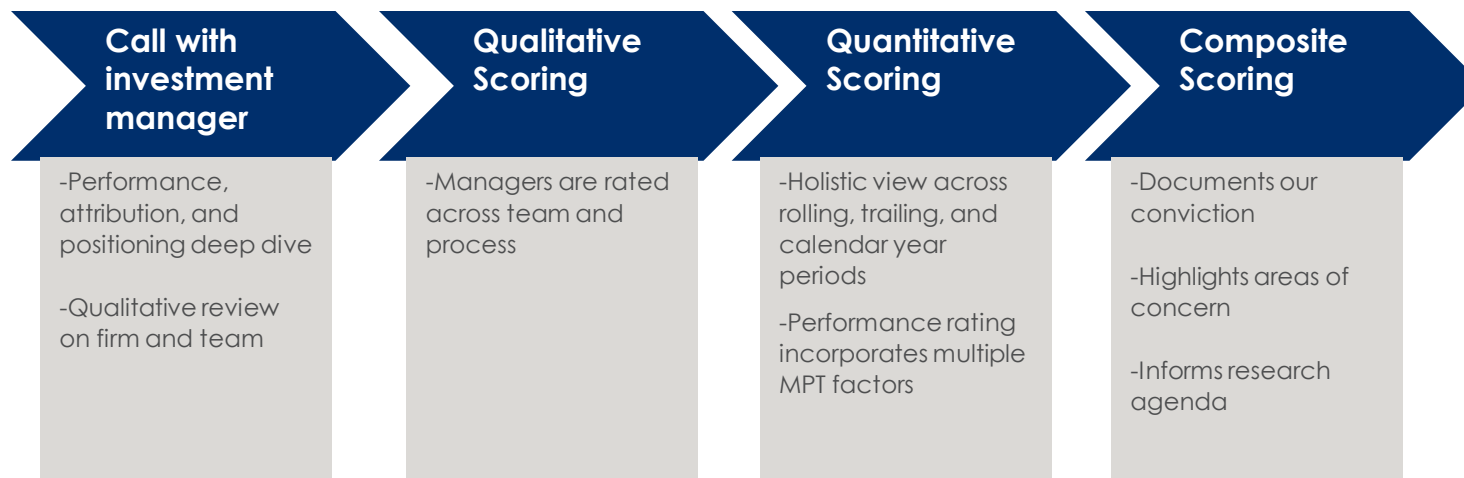 Call with
investment
manager
-Performance,
attribution, and
positioning deep dive
-Qualitative review
on firm and team
Qualitative
Scoring
-Managers are rated
across team and
process
Quantitative
Scoring
-Holistic view across
rolling, trailing, and
calendar year
periods
-Performance rating
incorporates multiple
MPT factors
Composite
Scoring
-Documents our
conviction
-Highlights areas of
concern
-Informs research
agenda